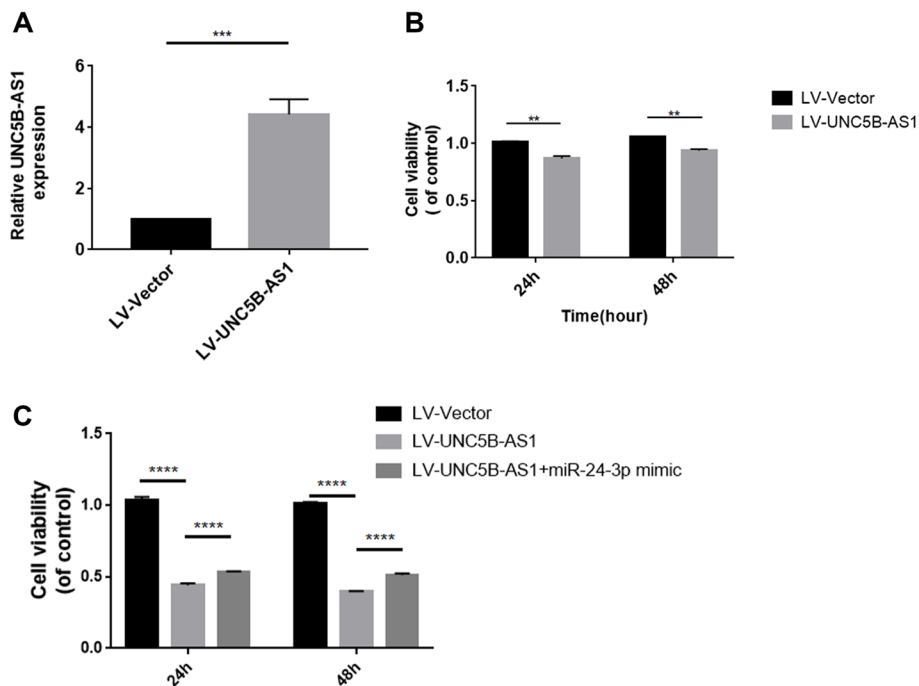 A
***
Relative UNC5B-AS1
expression
6
4
2
0
LV-Vector
LV-UNC5B-AS1
B
LV-Vector
LV-UNC5B-AS1
Cell viability
( of control)
1.5
1.0
0.5
0.0
**
**
24h
48h
Time(hour)
C
LV-Vector
LV-UNC5B-AS1
LV-UNC5B-AS1+miR-24-3p mimic
Cell viability
(of control)
1.5
1.0
0.5
0.0
****
****
****
****
24h
48h